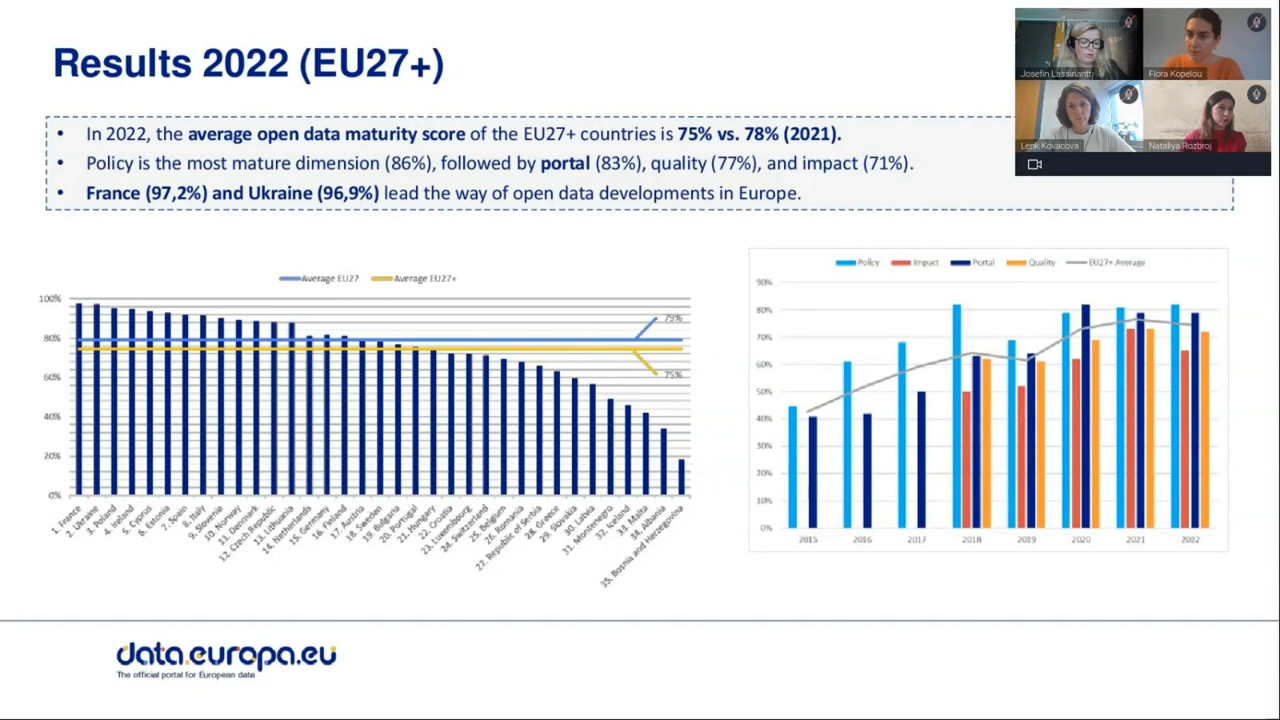 Results 2022 (EU27+)
• In 2022, the average open data maturity score of the EU27+ countries is 75% vs. 78% (2021).
• Policy is the most mature dimension (86%), followed by portal (83%), quality (77%), and impact (71%).
• France (97,2%) and Ukraine (96,9%) lead the way of open data developments in Europe.
Josefin Lassinantti
Flora Kopelou
Lenk Kovacova
Nataliya Rozbroj
Average EU27
Average EU27+
100%
80%
60%
40%
20%
0%
79%
75%
1. France
2. Ukraine
3. Poland
4. Ireland
5. Cyprus
6. Estonia
7. Spain
8. Italy
9. Slovenia
10. Norway
11. Denmark
12. Czech Republic
13. Lithuania
14. Netherlands
15. Germany
16. Finland
17. Austria
18. Sweden
19. Bulgaria
20. Portugal
21. Hungary
22. Croatia
23. Luxembourg
24. Switzerland
25. Belgium
26. Romania
27. Republic of Serbia
28. Greece
29. Slovakia
30. Latvia
31. Montenegro
32. Iceland
33. Malta
34. Albania
35. Bosnia and Herzegovina
Policy
Impact
Portal
Quality
EU27+ Average
90%
80%
70%
60%
50%
40%
30%
20%
10%
0%
2015
2016
2017
2018
2019
2020
2021
2022
data.europa.eu
The official portal for European data